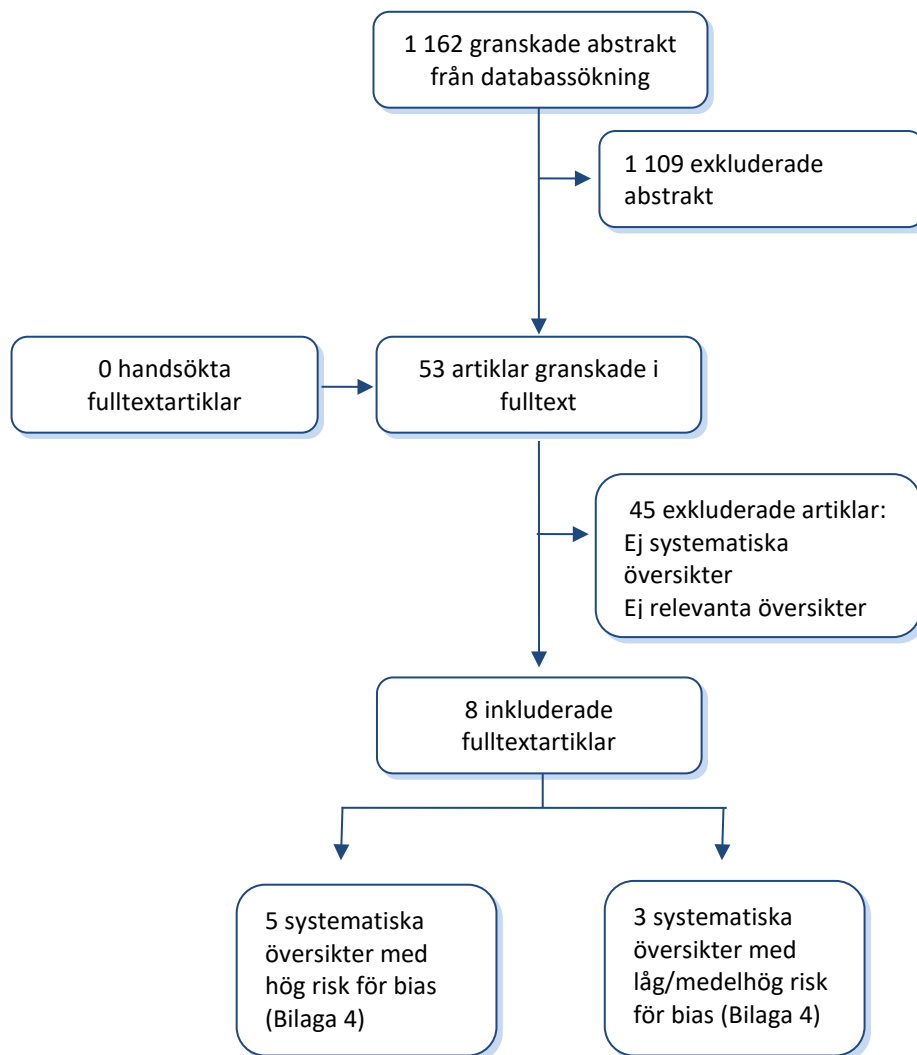 1 162 granskade abstrakt
från databassökning
1 109 exkluderade
abstrakt
0 handsökta
fulltextartiklar
53 artiklar granskade i
fulltext
45 exkluderade artiklar:
Ej systematiska
översikter
Ej relevanta översikter
8 inkluderade
fulltextartiklar
5 systematiska
översikter med
hög risk för bias
(Bilaga 4)
3 systematiska
översikter med
låg/medelhög risk
för bias (Bilaga 4)